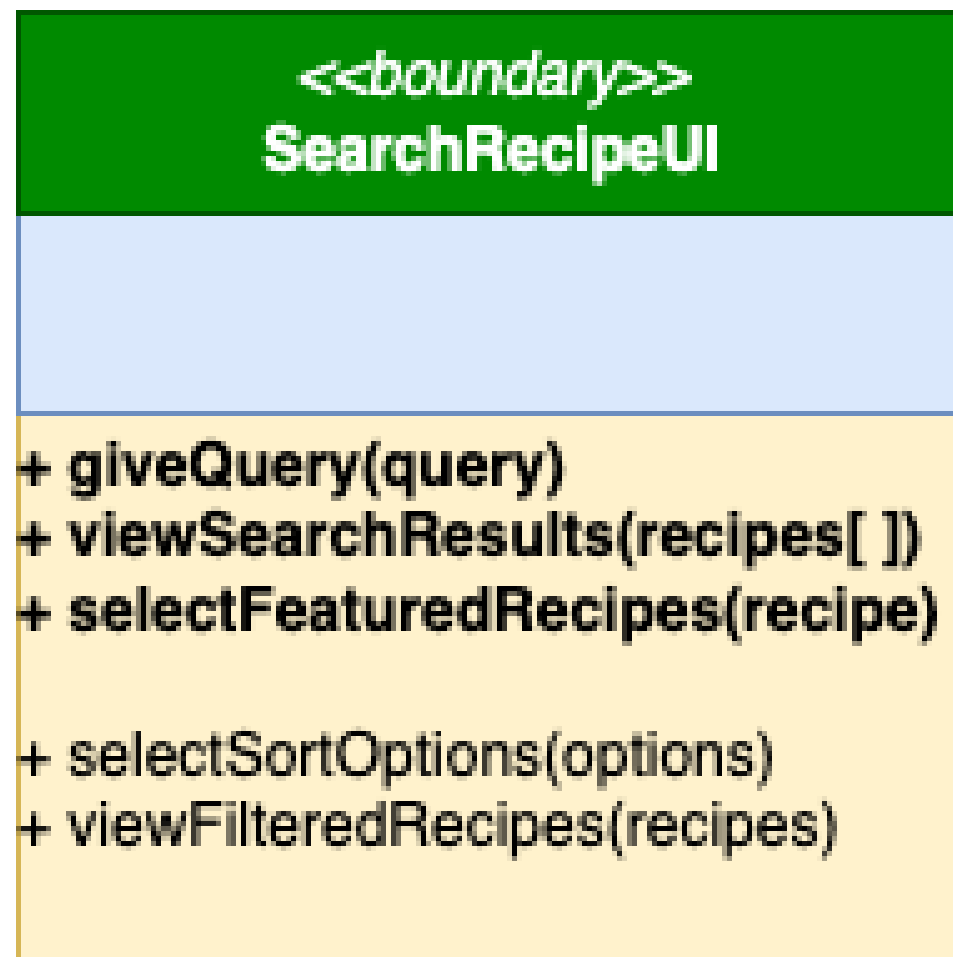 <<boundary>>
SearchRecipeUI
+ giveQuery(query)
+ viewSearchResults(recipes[ ])
+ selectFeaturedRecipes(recipe)
+ selectSortOptions(options)
+ viewFilteredRecipes(recipes)